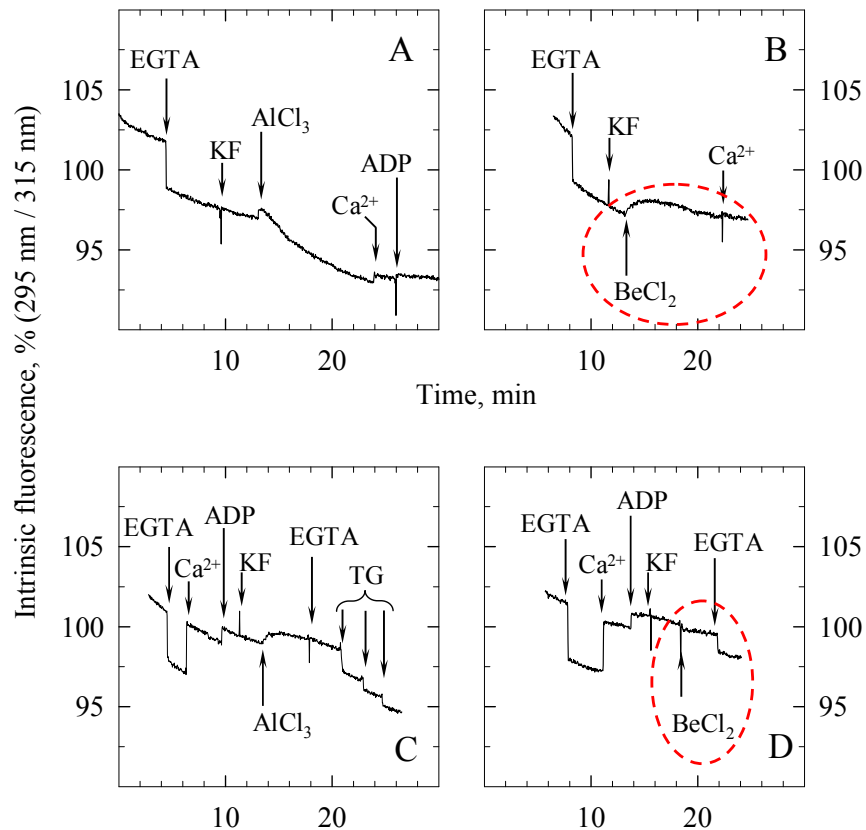 Intrinsic fluorescence, % (295 nm / 315 nm)
A
EGTA
AlCl₃
KF
ADP
Ca²⁺
105
100
95
10 20
B
EGTA
KF
Ca²⁺
BeCl₂
105
100
95
10 20
Time, min
EGTA
ADP
Ca²⁺
KF
EGTA
TG
AlCl₃
C
105
100
95
10 20
ADP
EGTA
Ca²⁺
KF
EGTA
BeCl₂
D
105
100
95
10 20